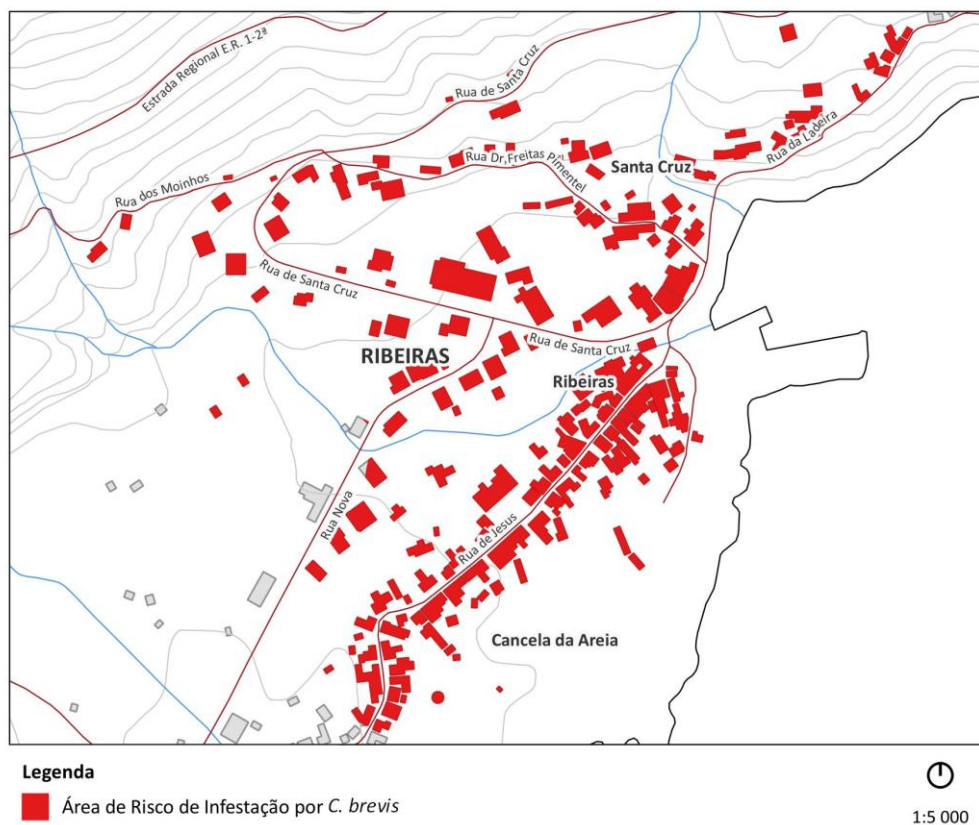 Estrada Regional E.R. 1-2ª
Rua de Santa Cruz
Rua Dr, Freitas Pimentel
Santa Cruz
Rua da Ladeira
Rua dos Moinhos
Rua de Santa Cruz
Rua de Santa Cruz
RIBEIRAS
Ribeiras
Rua Nova
Rua de Jesus
Cancela da Areia
Legenda
Área de Risco de Infestação por C. brevis
1:5 000